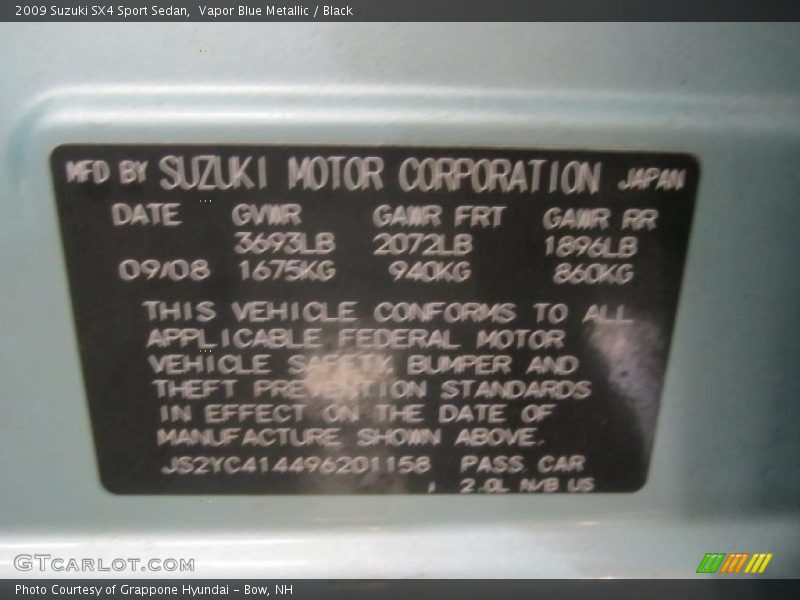 2009 Suzuki SX4 Sport Sedan, Vapor Blue Metallic / Black
MFD BY SUZUKI MOTOR CORPORATION JAPAN
DATE GVWR GAWR FRT GAWR RR
3693LB 2072LB 1896LB
09/08 1675KG 940KG 860KG
THIS VEHICLE CONFORMS TO ALL
APPLICABLE FEDERAL MOTOR
VEHICLE SAFETY, BUMPER AND
THEFT PREVENTION STANDARDS
IN EFFECT ON THE DATE OF
MANUFACTURE SHOWN ABOVE.
JS2YC414496201158 PASS CAR
2.0L N/B US
GTCARLOT.COM
Photo Courtesy of Grappone Hyundai - Bow, NH